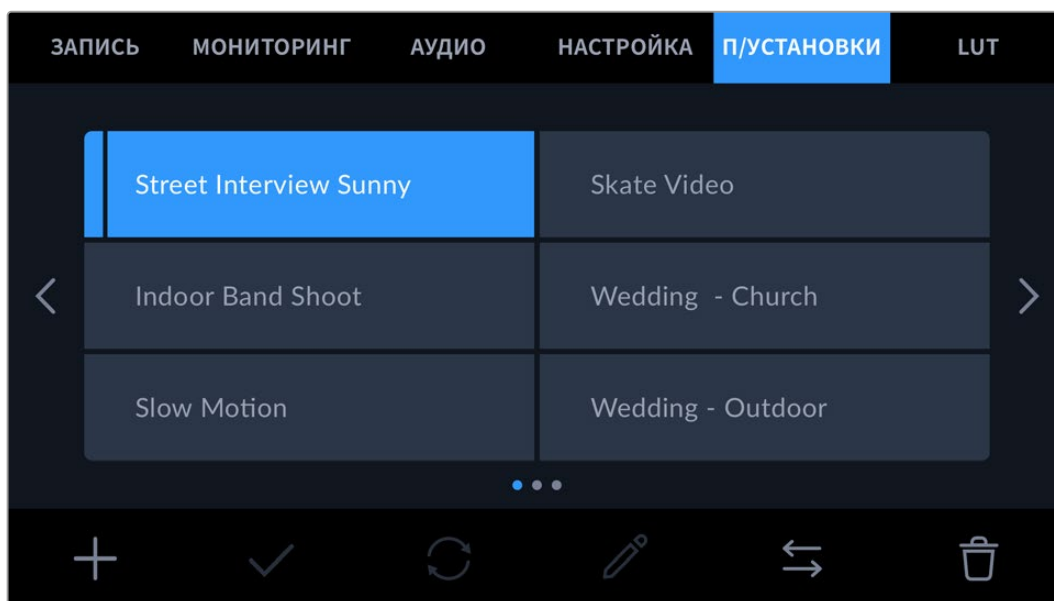 ЗАПИСЬ МОНИТОРИНГ АУДИО НАСТРОЙКА П/УСТАНОВКИ LUT
Street Interview Sunny Skate Video
Indoor Band Shoot Wedding - Church
Slow Motion Wedding - Outdoor